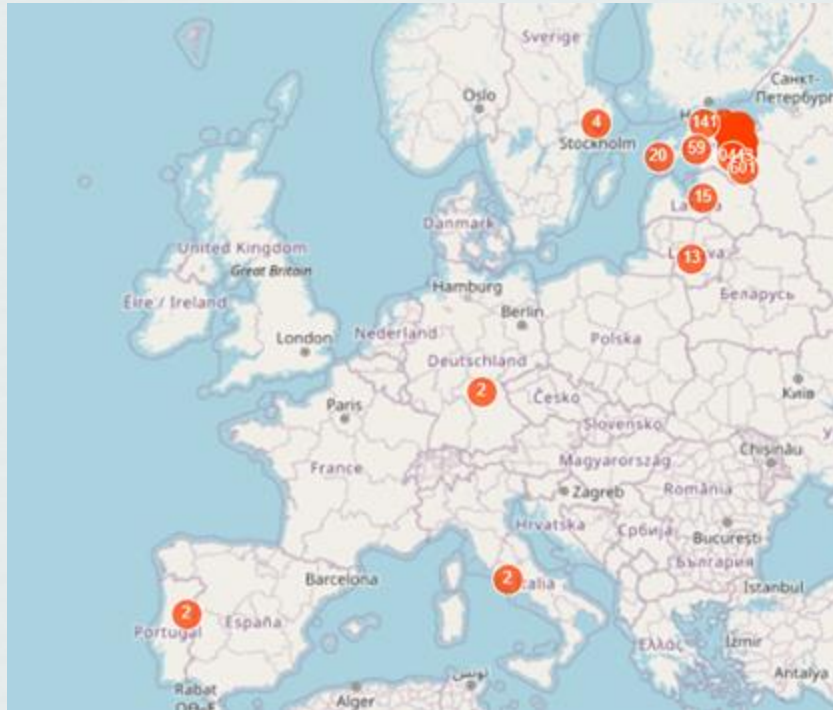 Sverige
Санкт-
Петербург
Oslo
141
4
Stockholm
59
20
601
15
Danmark
United Kingdom
13
Great Britain
Беларусь
Hamburg
Éire / Ireland
Berlin
London
Nederland
Polska
Deutschland
2
Česko
Київ
Paris
Slovensko
Chișinău
Magyarország
France
România
Zagreb
Hrvatska
Србија
București
България
2
Barcelona
İstanbul
2
España
Portugal
Ελλάς
İzmir
تونس
Antalya
Rabat
Alger